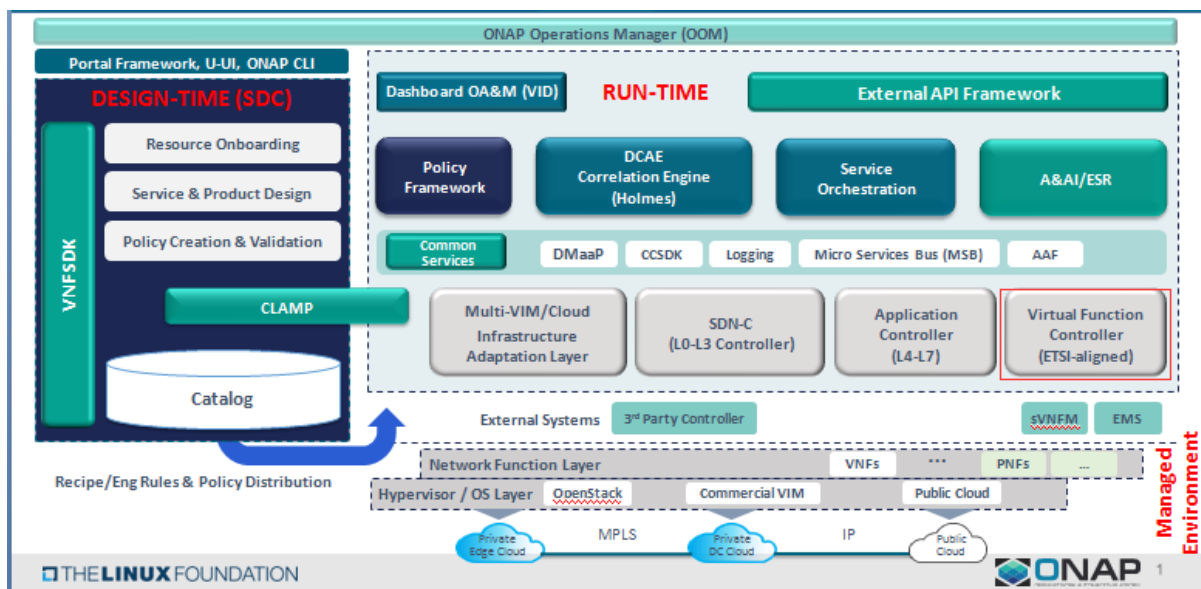 ONAP Operations Manager (OOM)
Portal Framework, U-UI, ONAP CLI
DESIGN-TIME (SDC)
VNFSDK
Resource Onboarding
Service & Product Design
Policy Creation & Validation
CLAMP
Catalog
Recipe/Eng Rules & Policy Distribution
Dashboard OA&M (VID)
RUN-TIME
External API Framework
Policy
Framework
DCAE
Correlation Engine
(Holmes)
Service
Orchestration
A&AI/ESR
Common
Services
DMaaP
CCSDK
Logging
Micro Services Bus (MSB)
AAF
Multi-VIM/Cloud
Infrastructure
Adaptation Layer
SDN-C
(L0-L3 Controller)
Application
Controller
(L4-L7)
Virtual Function
Controller
(ETSI-aligned)
External Systems
3rd Party Controller
sVNFM
EMS
Network Function Layer
VNFs
...
PNFs
...
Hypervisor / OS Layer
OpenStack
Commercial VIM
Public Cloud
Private
Edge Cloud
MPLS
Private
DC Cloud
IP
Public
Cloud
Managed
Environment
THE LINUX FOUNDATION
ONAP
1